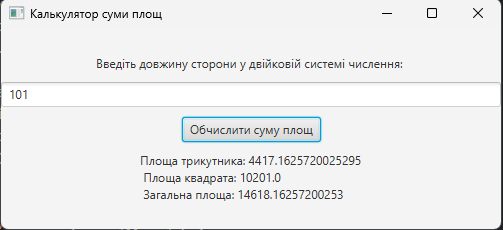 Калькулятор суми площ
Введіть довжину сторони у двійковій системі числення:
101
Обчислити суму площ
Площа трикутника: 4417.1625720025295
Площа квадрата: 10201.0
Загальна площа: 14618.16257200253